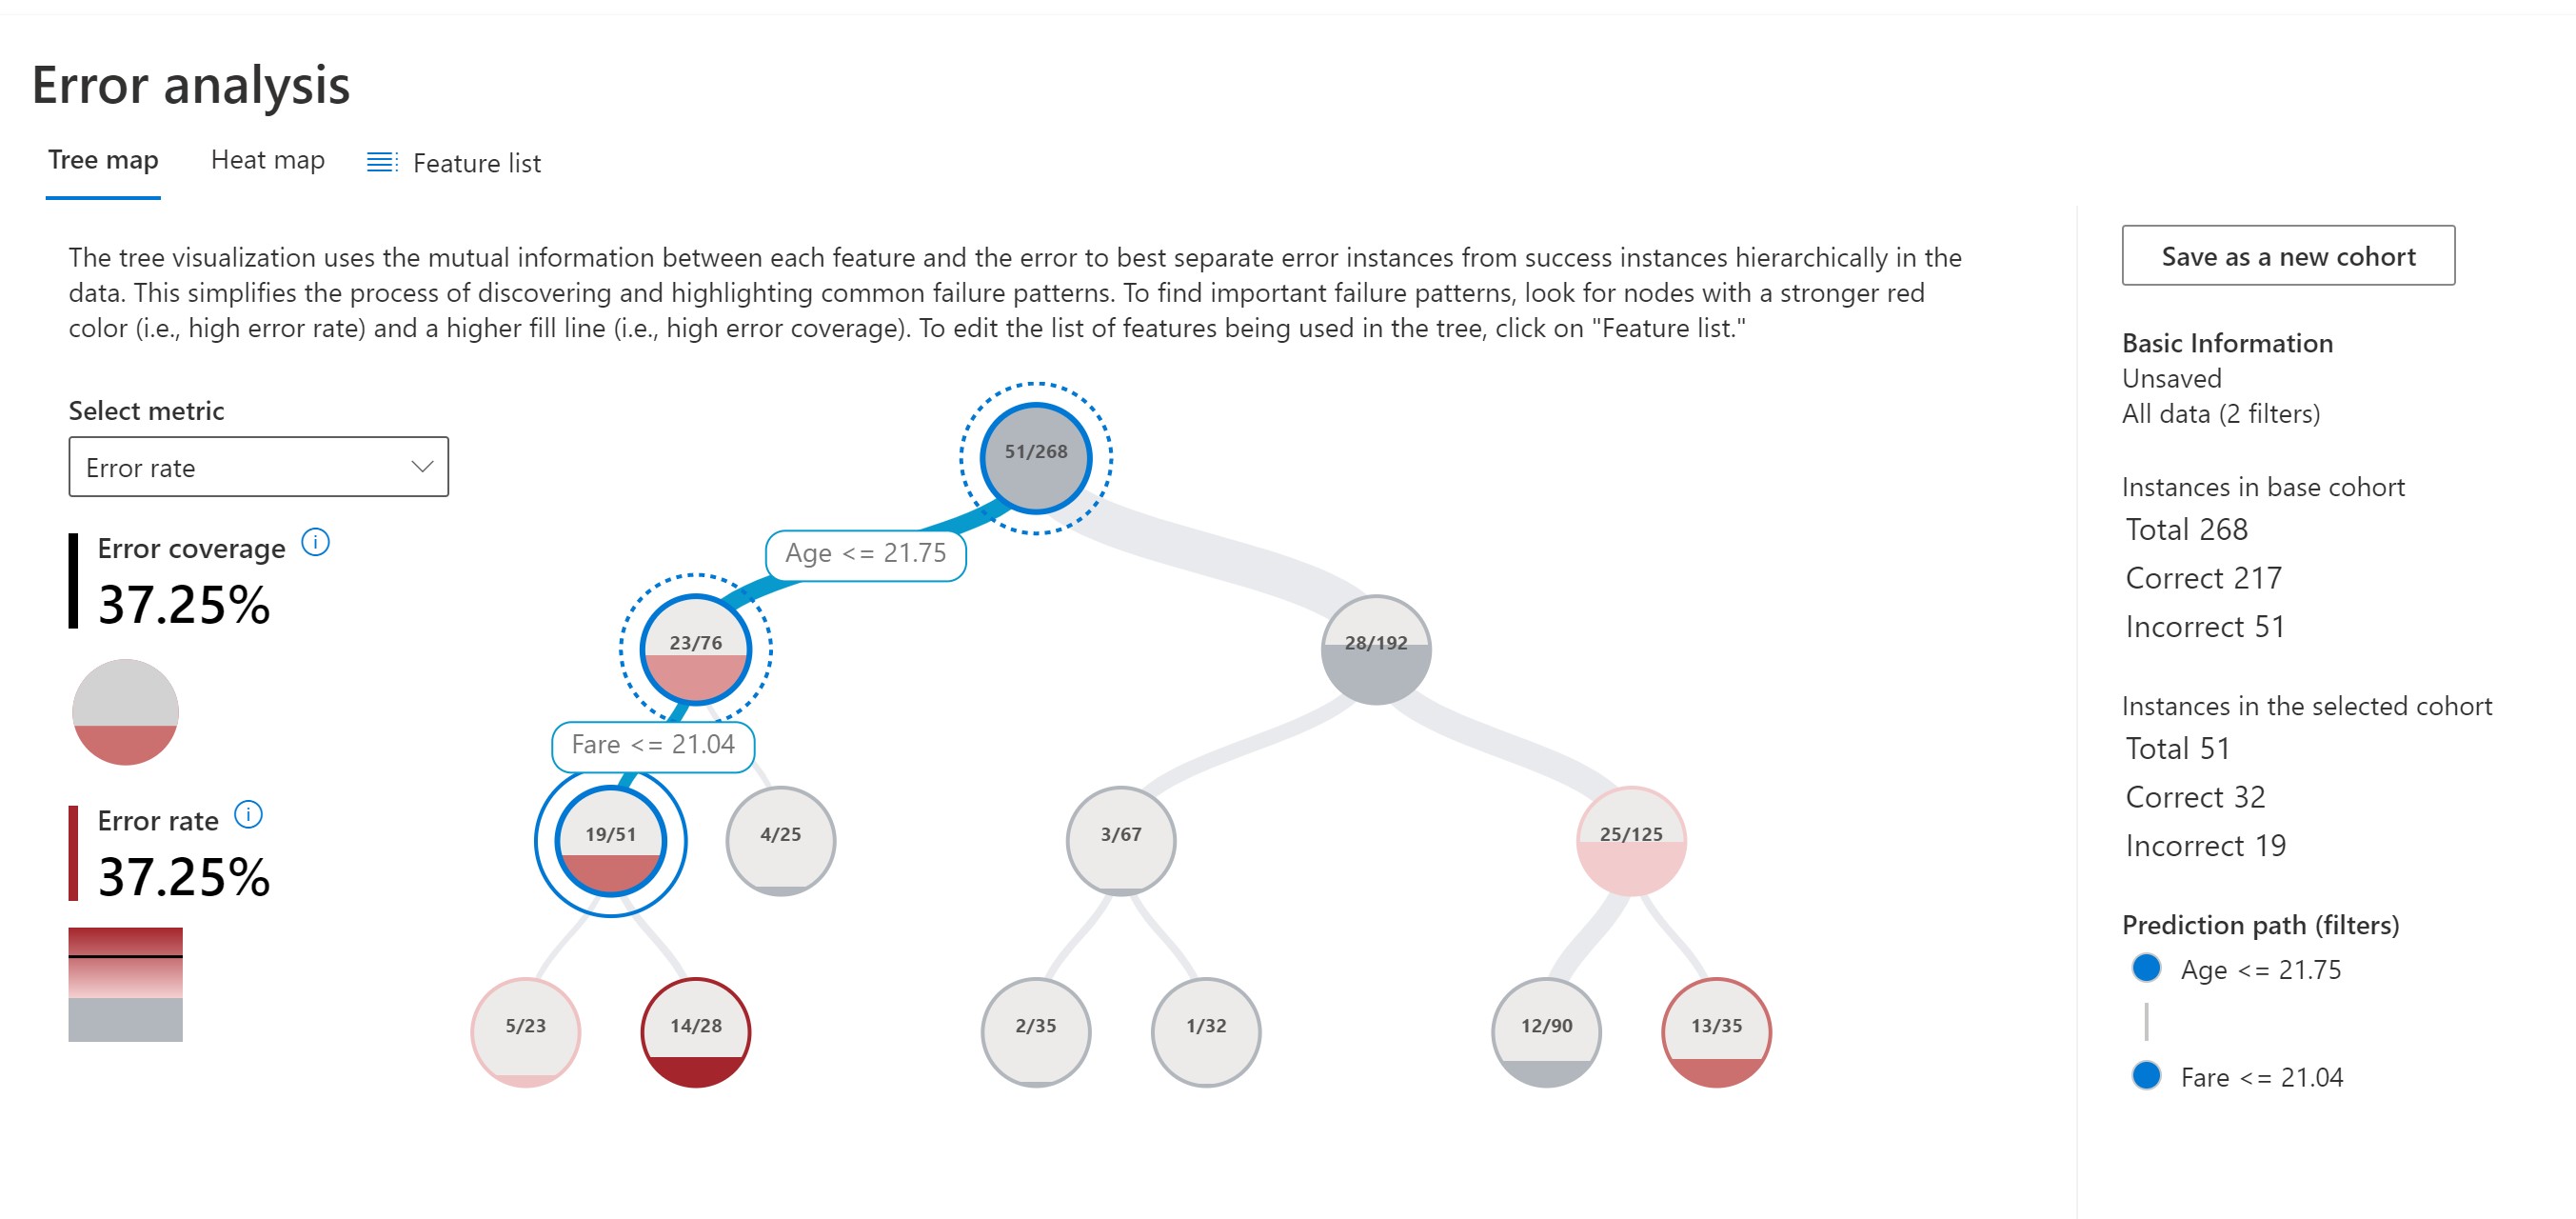 Error analysis
Tree map
Heat map
Feature list
The tree visualization uses the mutual information between each feature and the error to best separate error instances from success instances hierarchically in the
data. This simplifies the process of discovering and highlighting common failure patterns. To find important failure patterns, look for nodes with a stronger red
color (i.e., high error rate) and a higher fill line (i.e., high error coverage). To edit the list of features being used in the tree, click on "Feature list."
Select metric
Error rate
Error coverage
i
37.25%
Error rate
i
37.25%
51/268
Age <= 21.75
23/76
28/192
Fare <= 21.04
19/51
4/25
3/67
25/125
5/23
14/28
2/35
1/32
12/90
13/35
Save as a new cohort
Basic Information
Unsaved
All data (2 filters)
Instances in base cohort
Total 268
Correct 217
Incorrect 51
Instances in the selected cohort
Total 51
Correct 32
Incorrect 19
Prediction path (filters)
Age <= 21.75
Fare <= 21.04